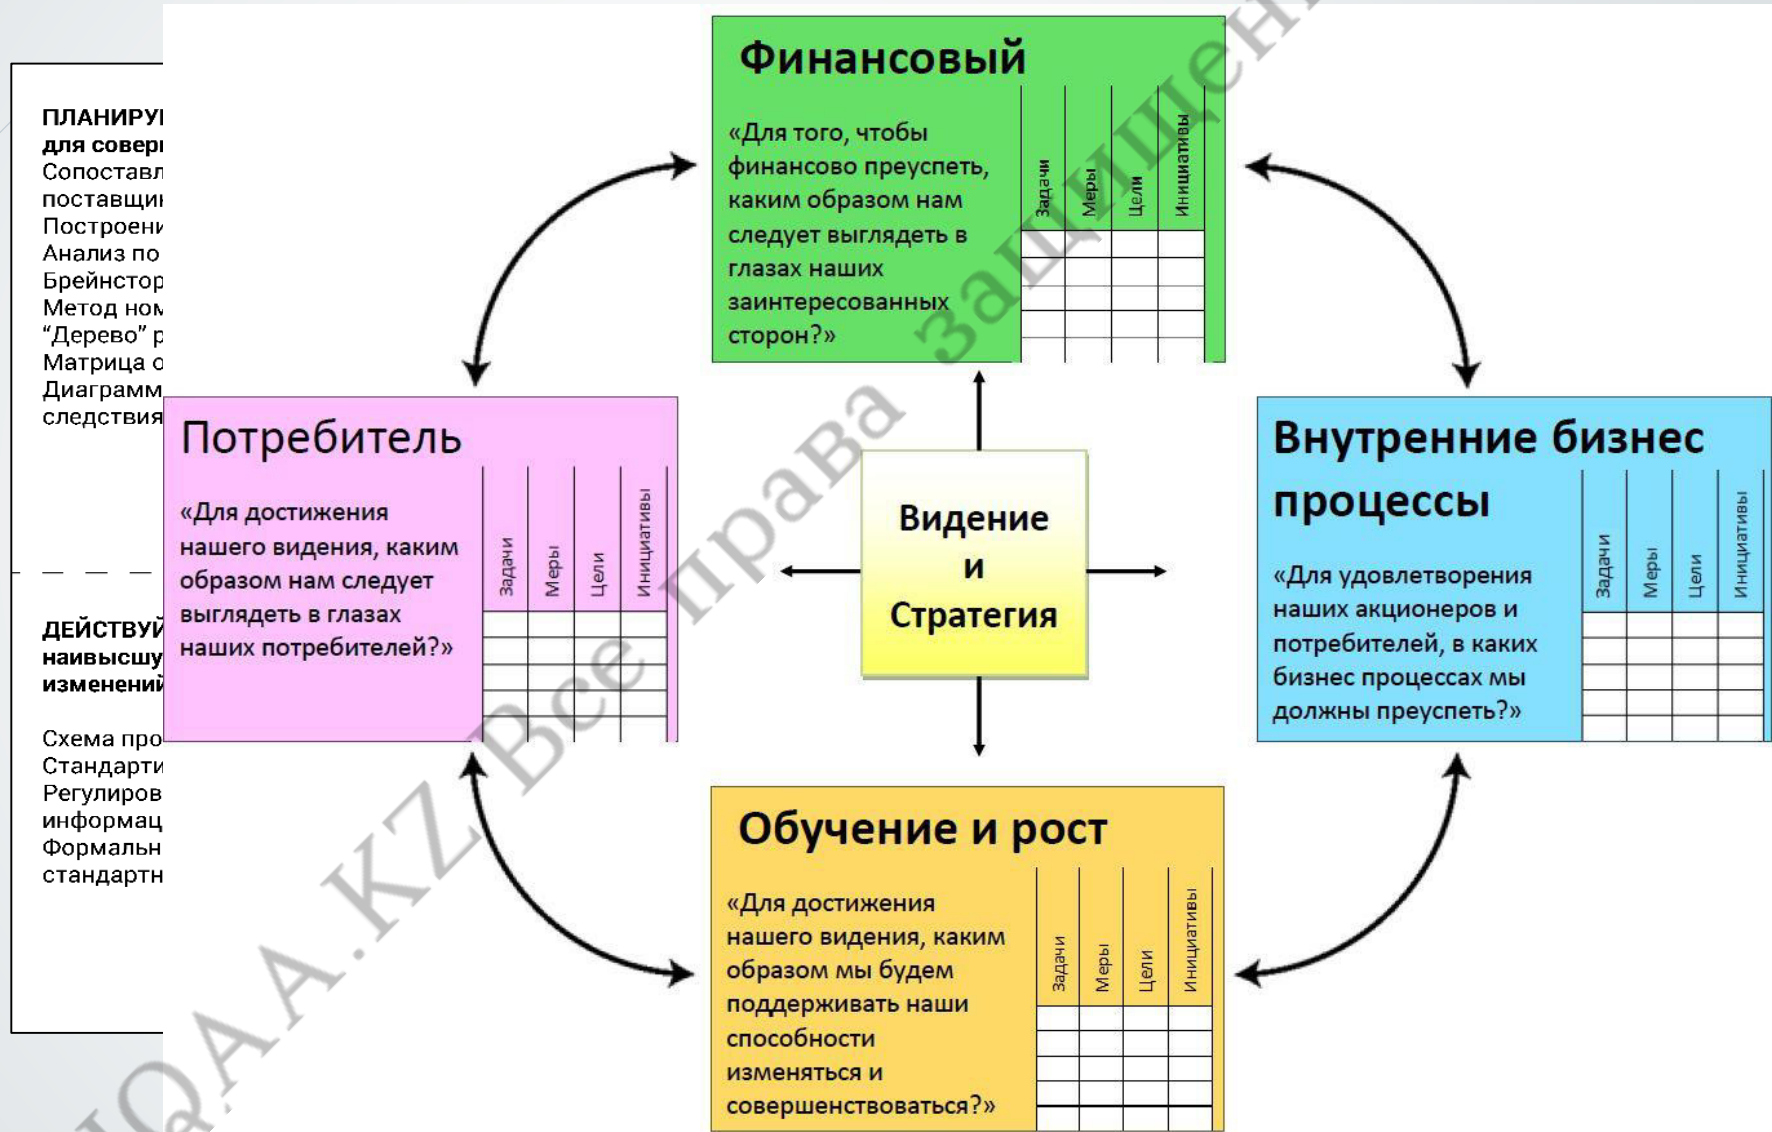 ПЛАНИРУ
для совер
Сопоставл
поставщи
Построени
Анализ по
Брейнстор
Метод ном
“Дерево” р
Матрица о
Диаграмм
следствия
ДЕЙСТВУЙ
наивысшу
изменений
Схема про
Стандарти
Регулиров
информац
Формальн
стандартн
Финансовый
«Для того, чтобы
финансово преуспеть,
каким образом нам
следует выглядеть в
глазах наших
заинтересованных
сторон?»
Задачи
Меры
Цели
Инициативы
Потребитель
«Для достижения
нашего видения, каким
образом нам следует
выглядеть в глазах
наших потребителей?»
Задачи
Меры
Цели
Инициативы
Видение
и
Стратегия
Внутренние бизнес
процессы
«Для удовлетворения
наших акционеров и
потребителей, в каких
бизнес процессах мы
должны преуспеть?»
Задачи
Меры
Цели
Инициативы
Обучение и рост
«Для достижения
нашего видения, каким
образом мы будем
поддерживать наши
способности
изменяться и
совершенствоваться?»
Задачи
Меры
Цели
Инициативы
IQAA.KZ Все права защищены